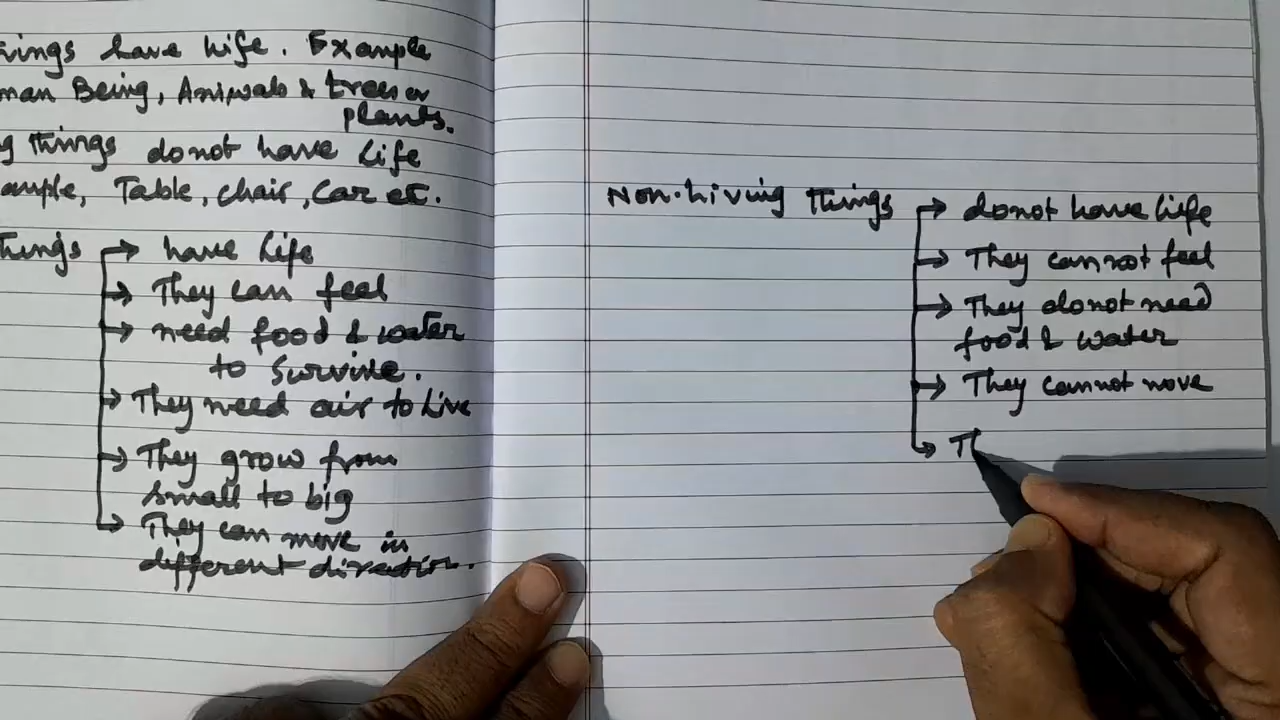 ings have life. Example
man Being, Animals & trees or
plants.
g things donot have life
ample, Table, chair, Car etc.
things → have life
→ They can feel
→ need food & water
to survive.
→ They need air to live
→ They grow from
small to big
→ They can move in
different direction.
Non-living things → donot have life
→ They cannot feel
→ They donot need
food & water
→ They cannot move
→ Th